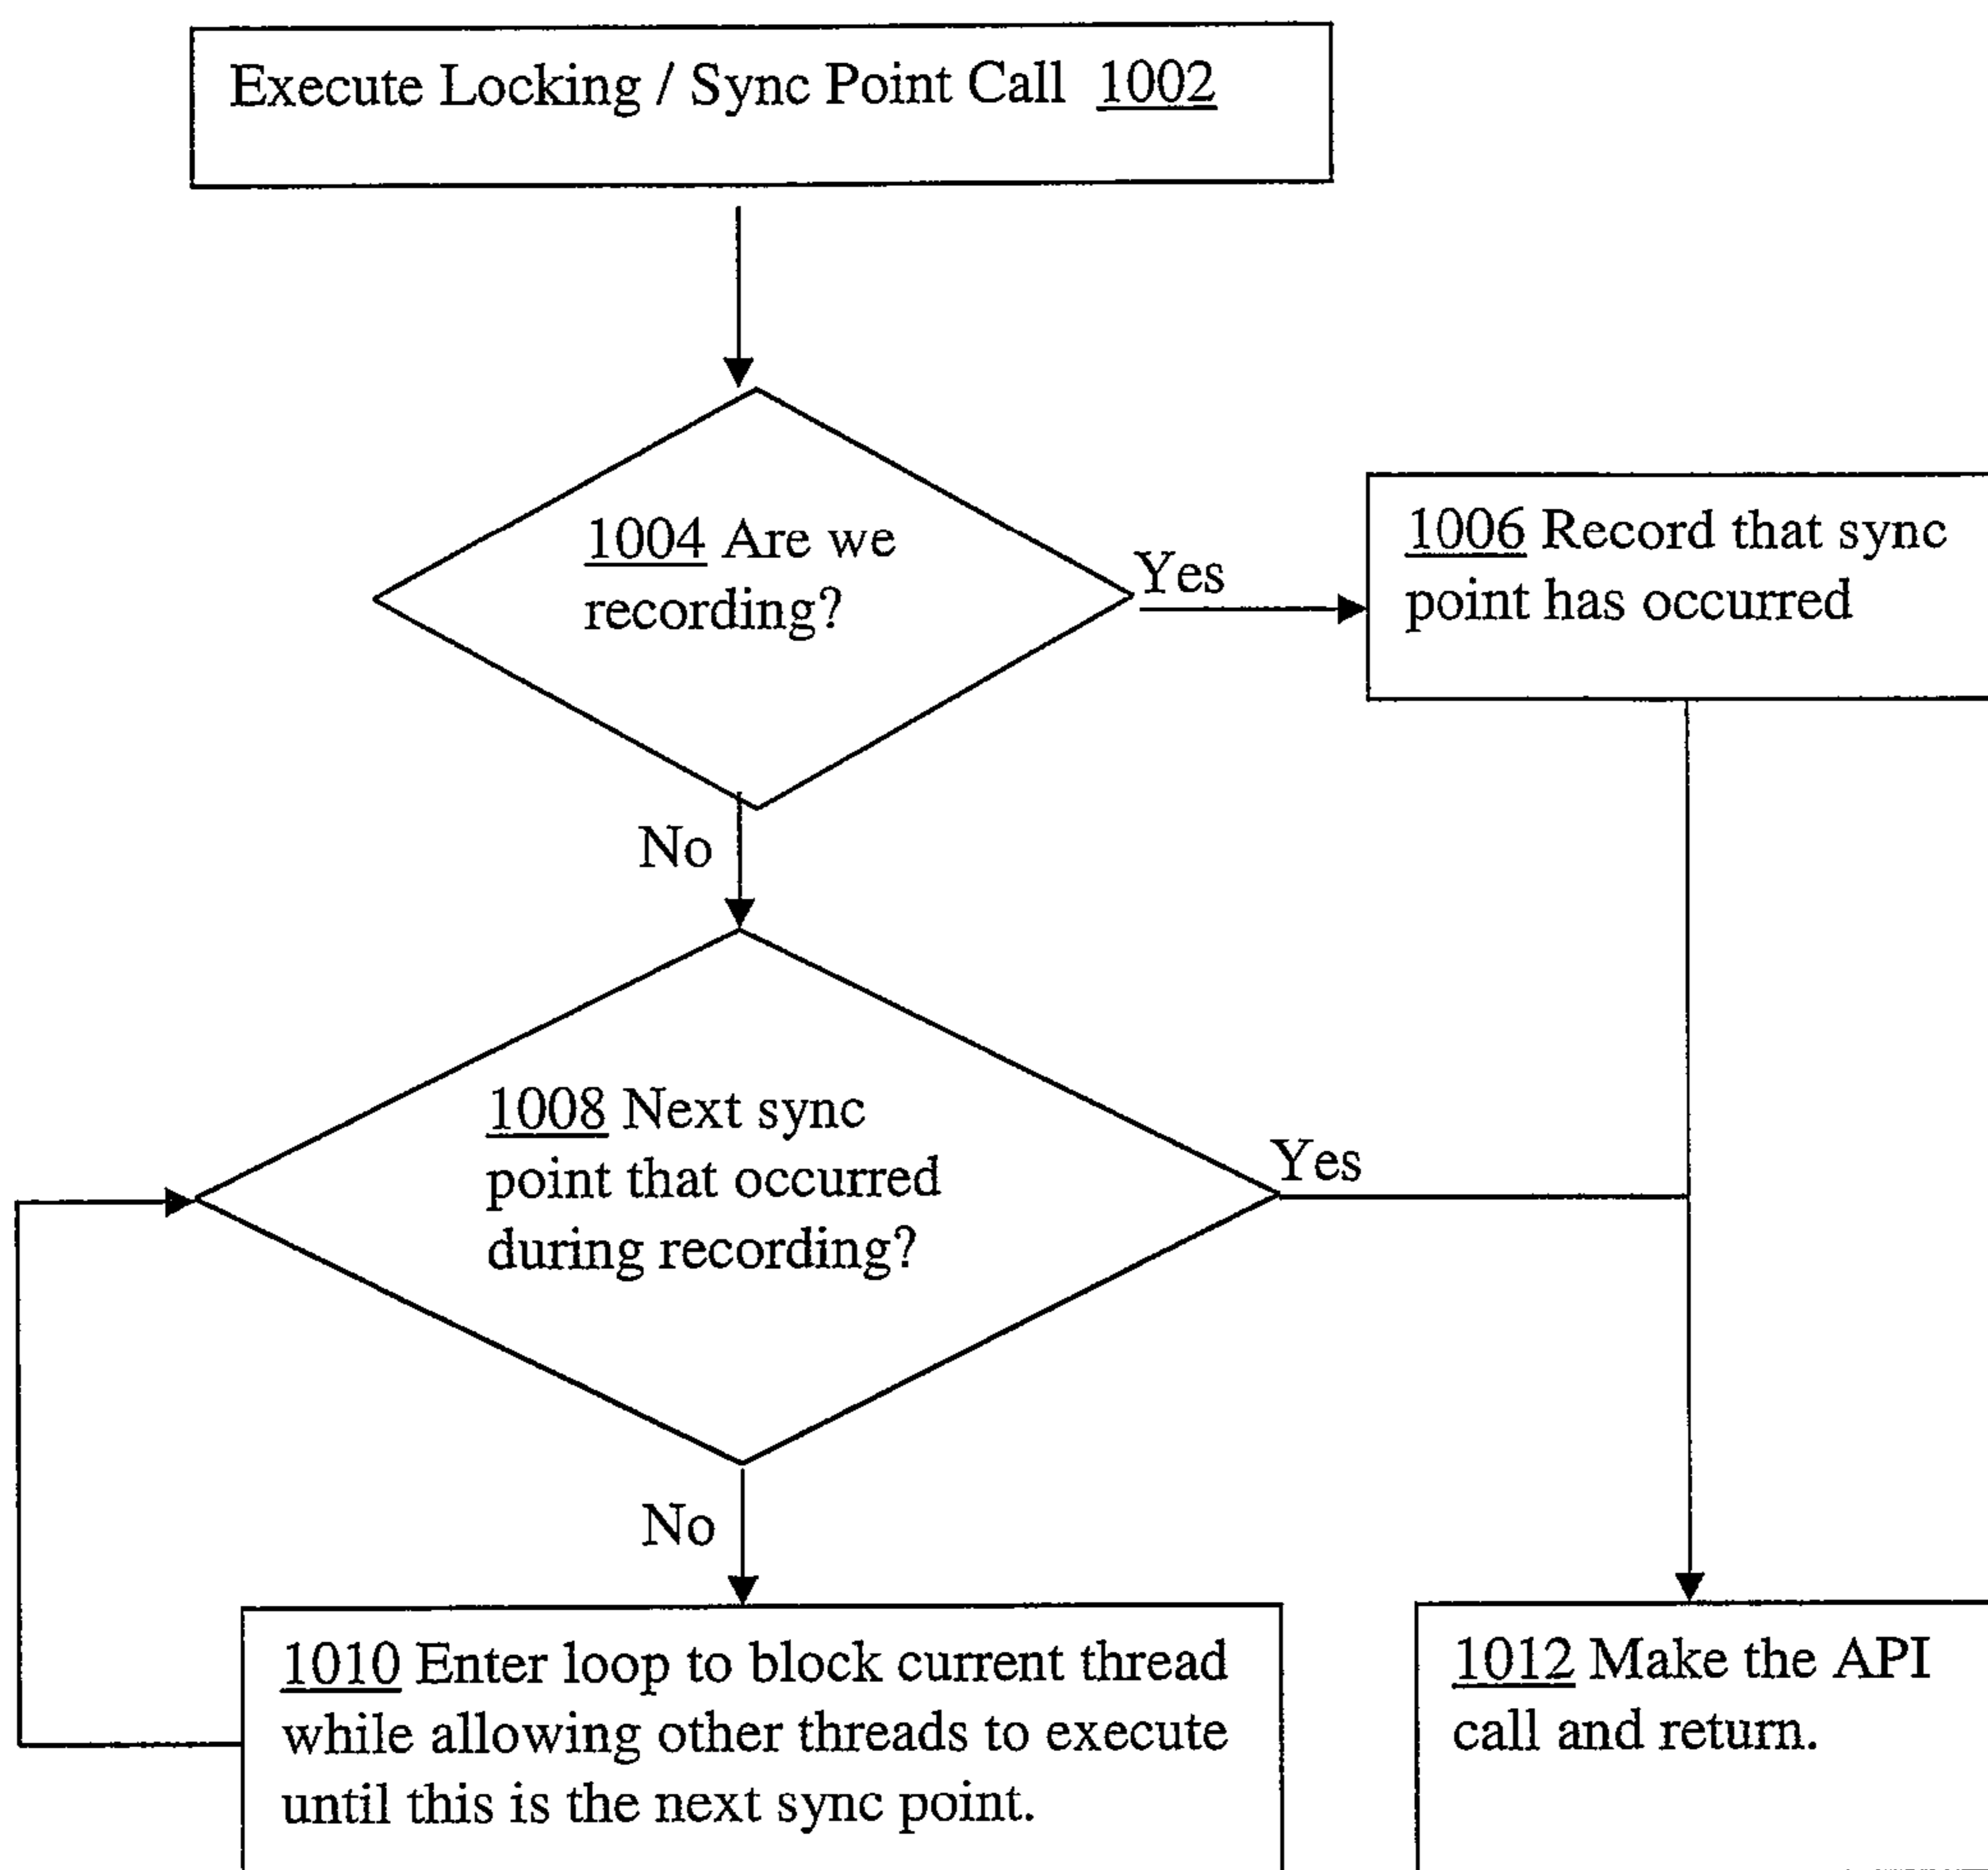 Execute Locking / Sync Point Call 1002
1004 Are we
recording?
Yes
1006 Record that sync
point has occurred
No
1008 Next sync
point that occurred
during recording?
Yes
No
1010 Enter loop to block current thread
while allowing other threads to execute
until this is the next sync point.
1012 Make the API
call and return.